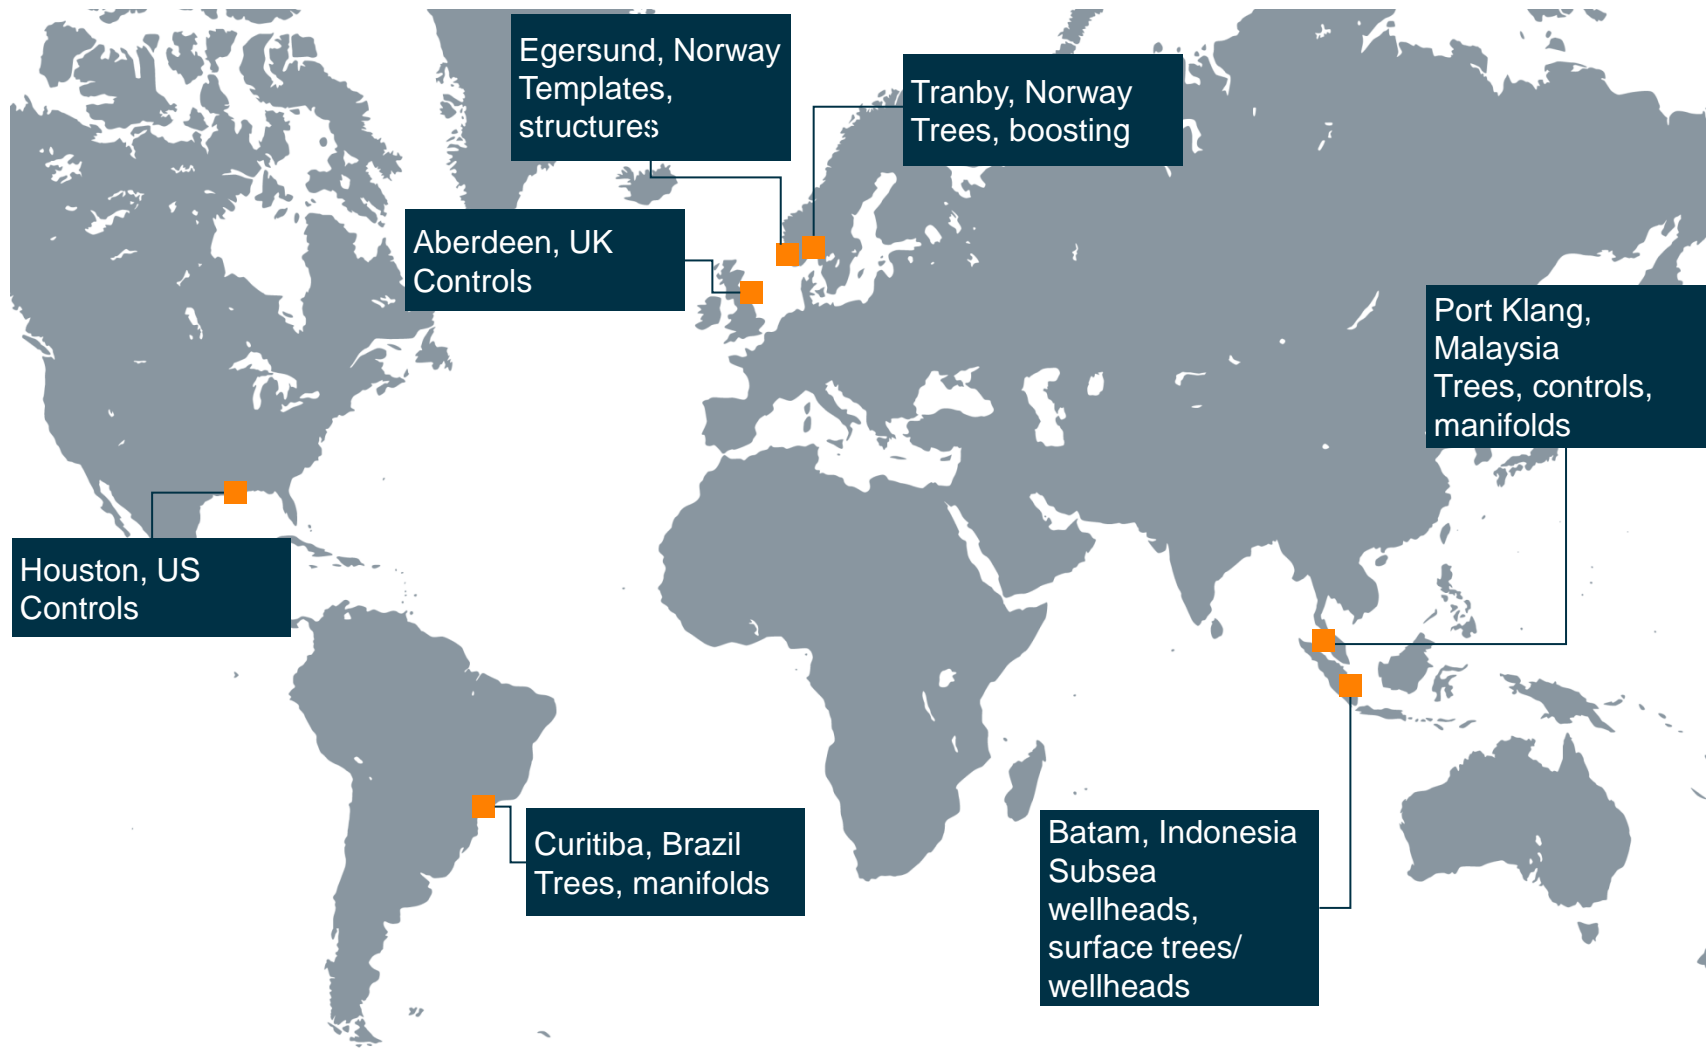 Egersund, Norway
Templates,
structures
Tranby, Norway
Trees, boosting
Aberdeen, UK
Controls
Port Klang,
Malaysia
Trees, controls,
manifolds
Houston, US
Controls
Curitiba, Brazil
Trees, manifolds
Batam, Indonesia
Subsea
wellheads,
surface trees/
wellheads